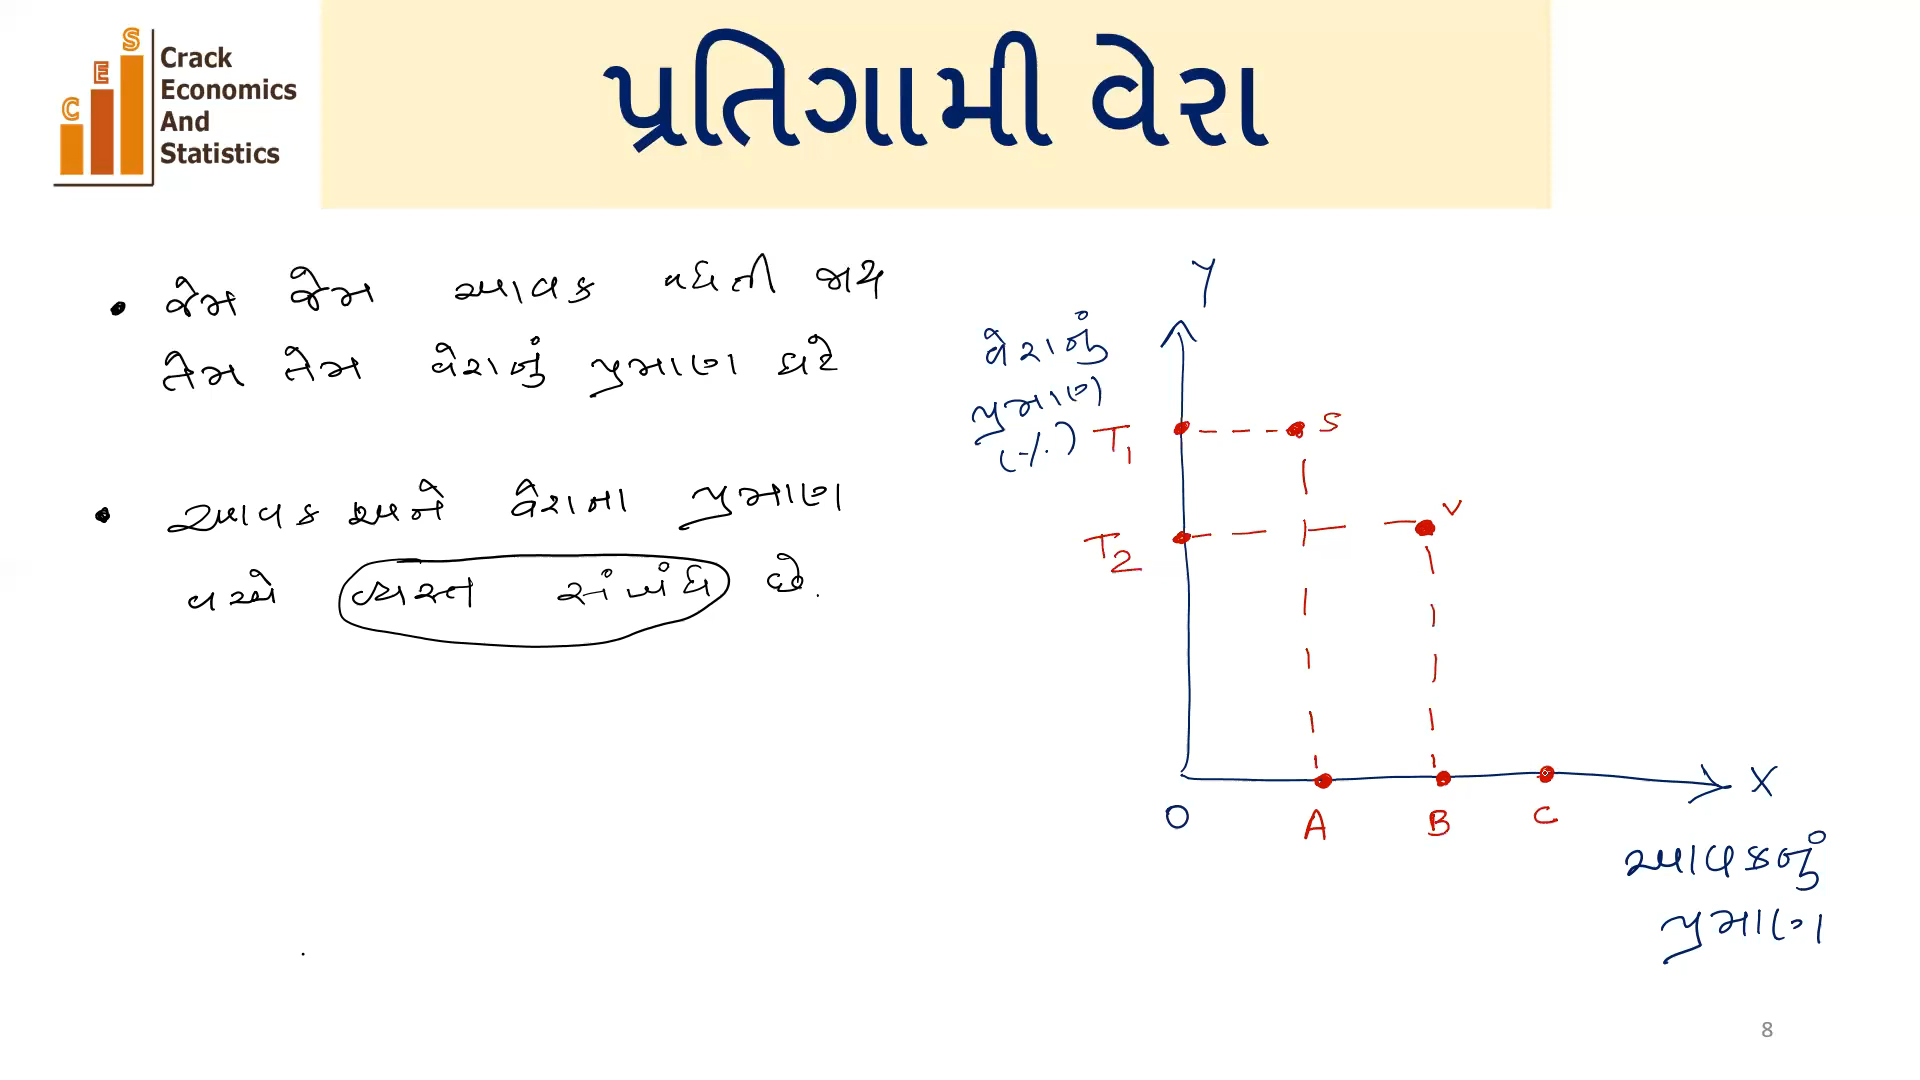 S
E
C
Crack
Economics
And
Statistics
પ્રતિગામી વેરા
• જેમ જેમ આવક વધતી જાય
તેમ તેમ વેરાનું પ્રમાણ ઘટે
• આવક અને વેરાના પ્રમાણ
વચ્ચે વ્યસ્ત સંબંધ છે.
Y
વેરાનું
પ્રમાણ
(%)
T1
S
T2
V
X
O A B C
આવકનું
પ્રમાણ
8